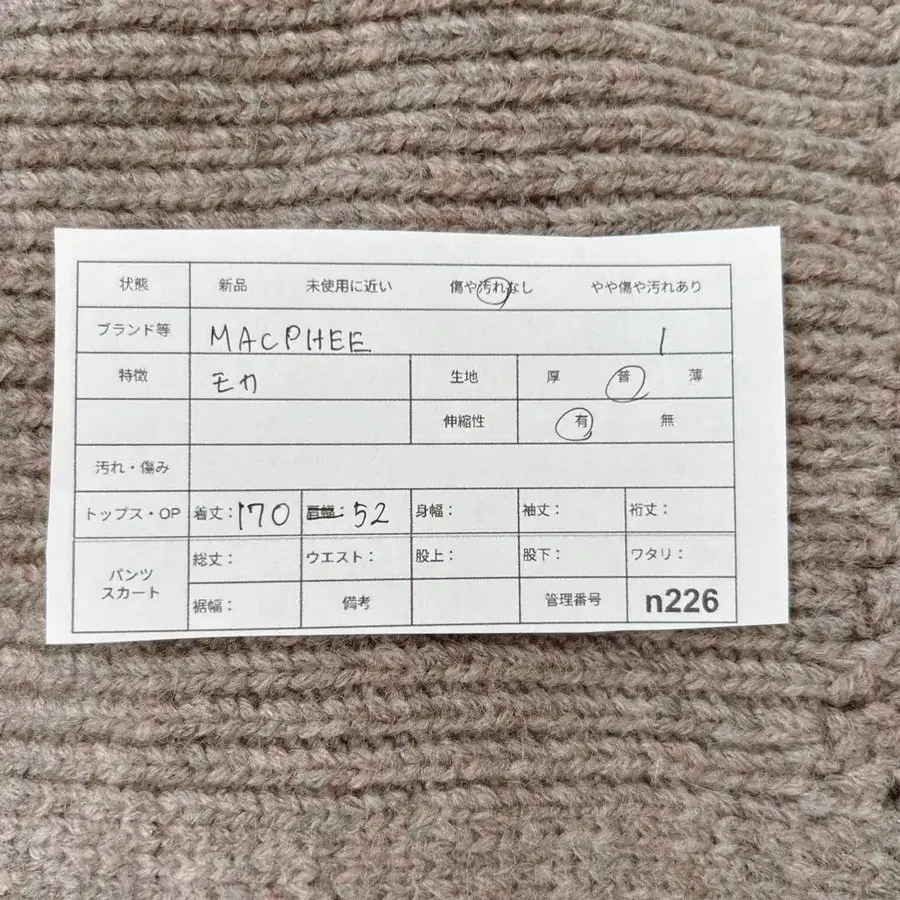 状態 新品 未使用に近い 傷や汚れなし やや傷や汚れあり
ブランド等 MACPHEE 1
特徴 モカ 生地 厚 普 薄
伸縮性 有 無
汚れ・傷み
トップス・OP 着丈：170 肩幅：52 身幅： 袖丈： 裄丈：
パンツ スカート 総丈： ウエスト： 股上： 股下： ワタリ：
裾幅： 備考 管理番号 n226